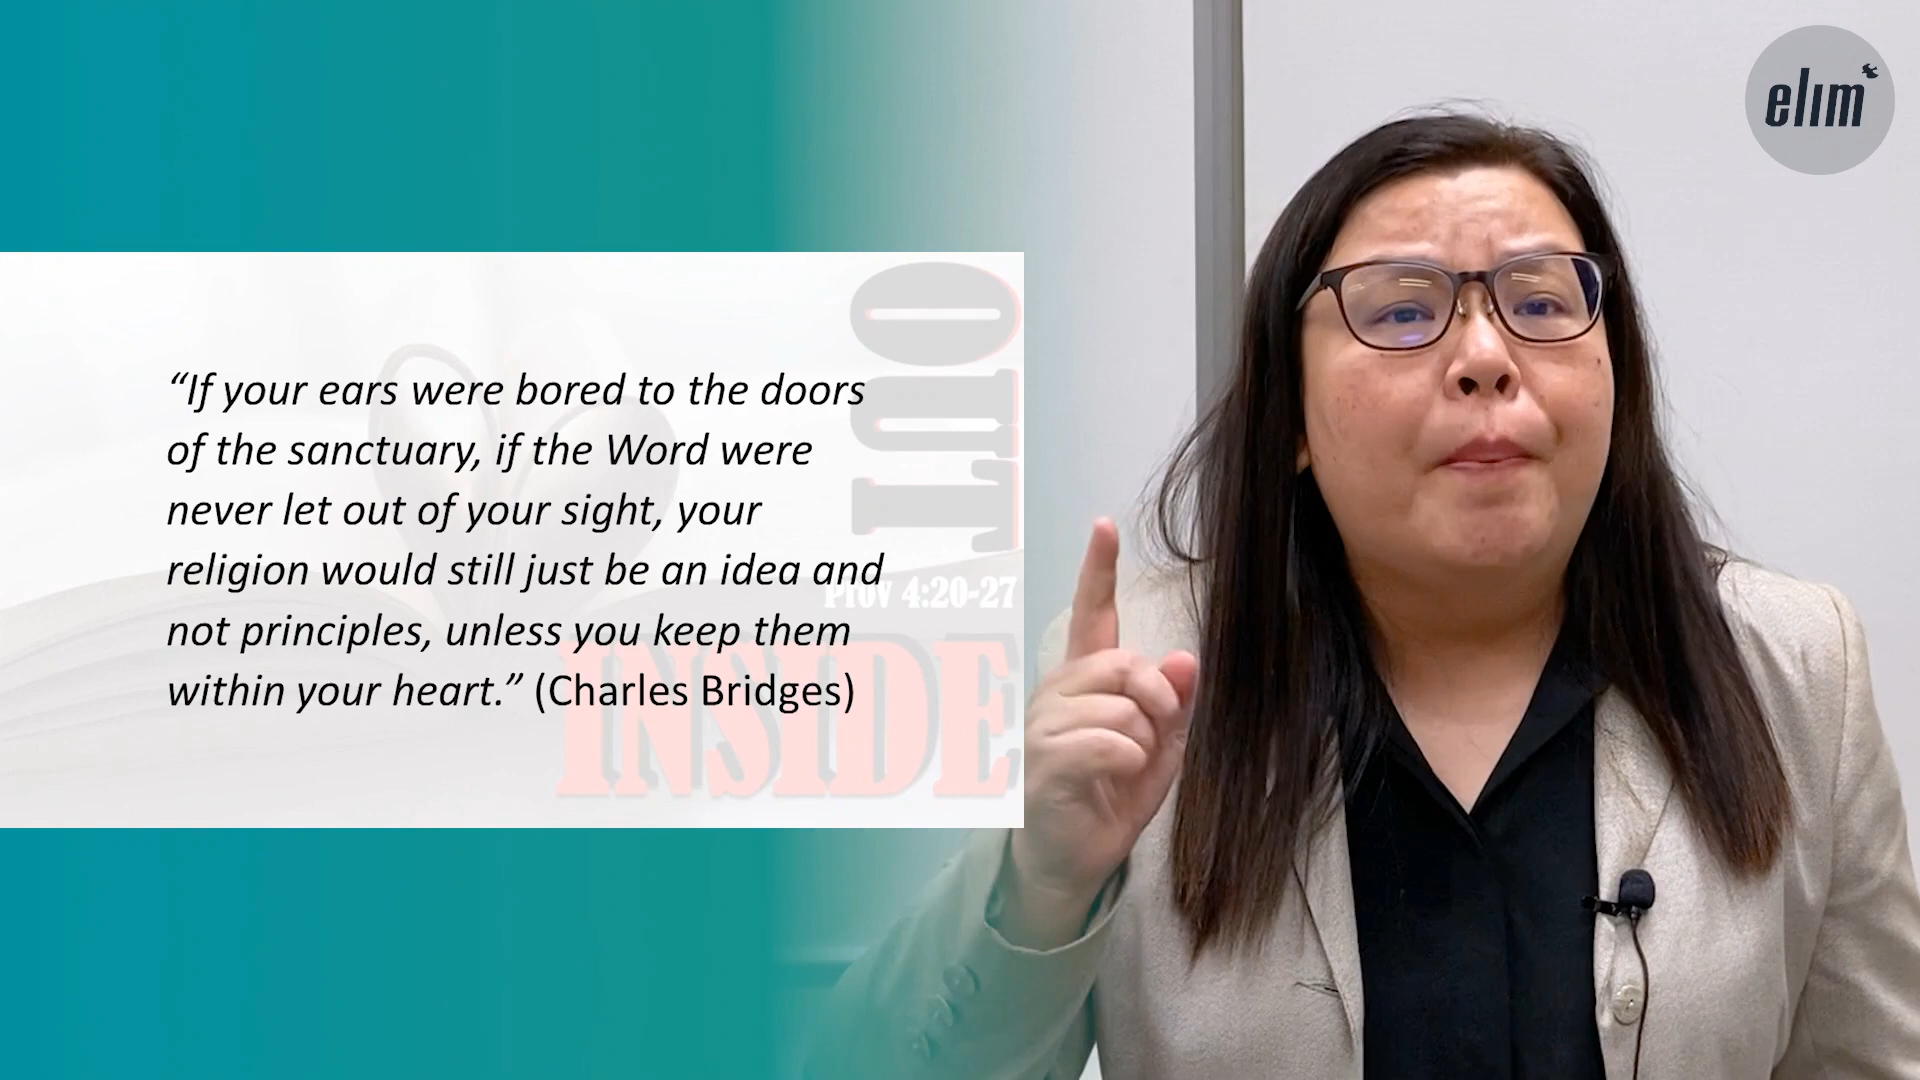 elim
OUT
"If your ears were bored to the doors
of the sanctuary, if the Word were
never let out of your sight, your
religion would still just be an idea and
Prov 4:20-27
not principles, unless you keep them
within your heart." (Charles Bridges)
INSIDE